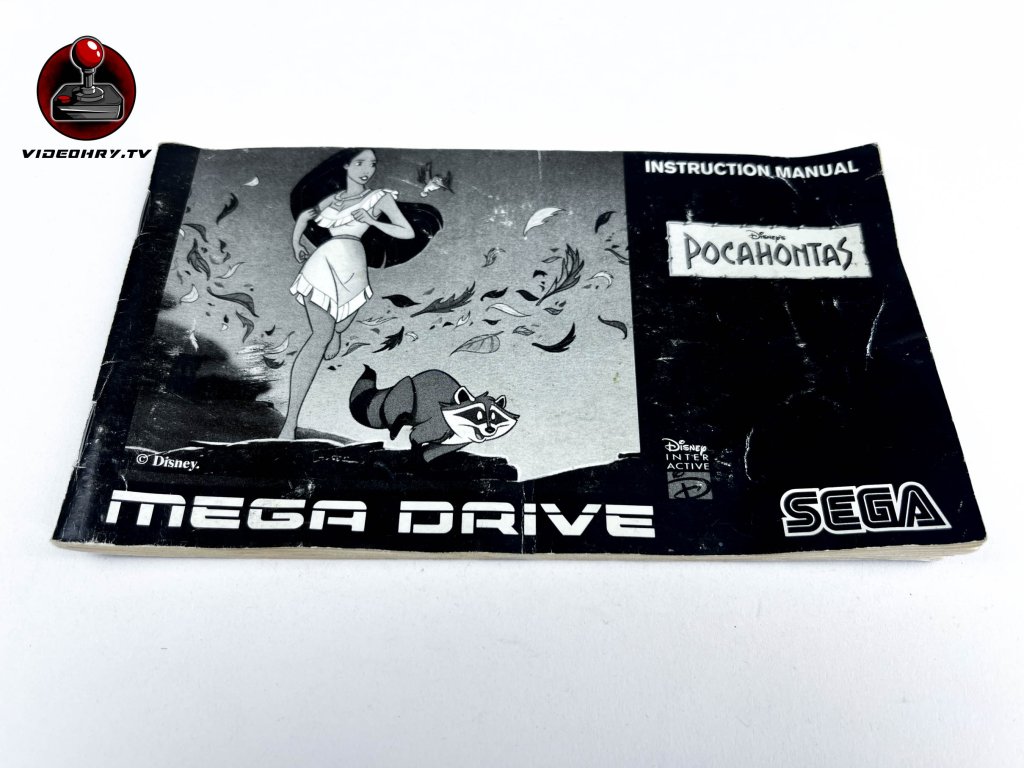 VIDEOHRY.TV
INSTRUCTION MANUAL
DISNEY'S
POCAHONTAS
© Disney.
DISNEY
INTER
ACTIVE
MEGA DRIVE
SEGA